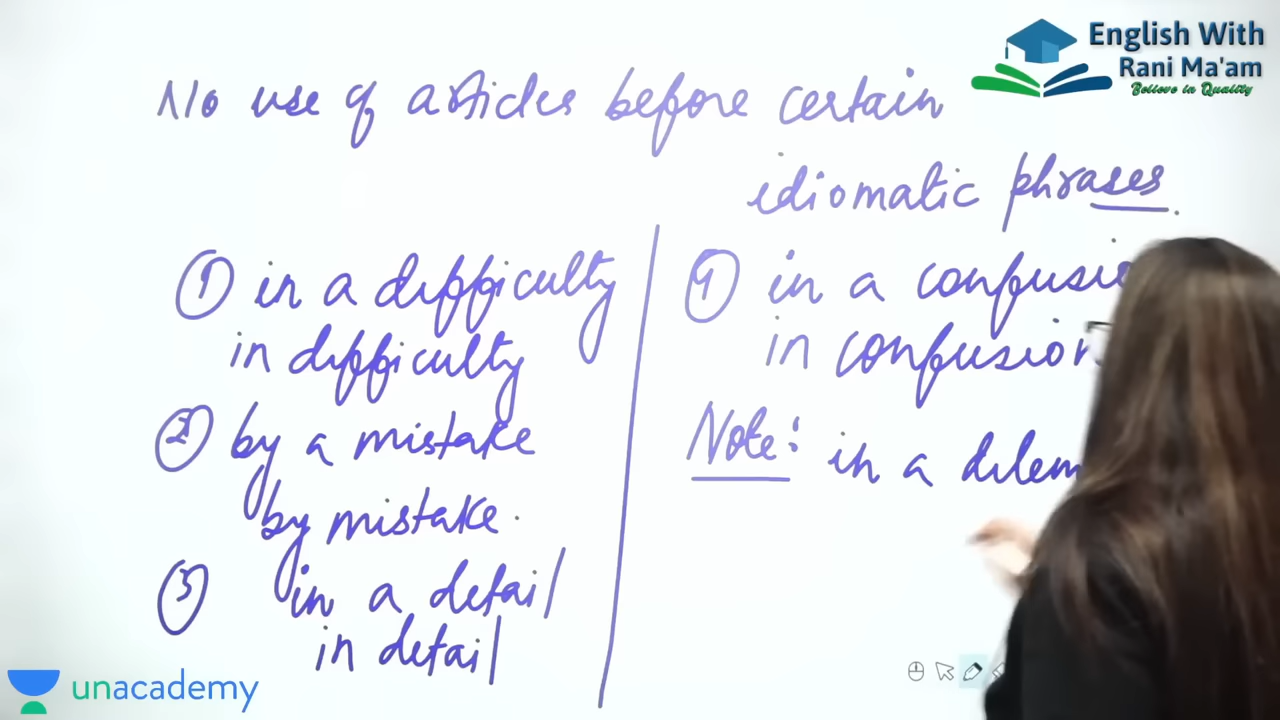 English With
Rani Ma'am
Believe in Quality
No use of articles before certain
idiomatic phrases.
1 in a difficulty
in difficulty
2 by a mistake
by mistake.
3 in a detail
in detail
4 in a confusio
in confusion
Note: in a dilem
unacademy